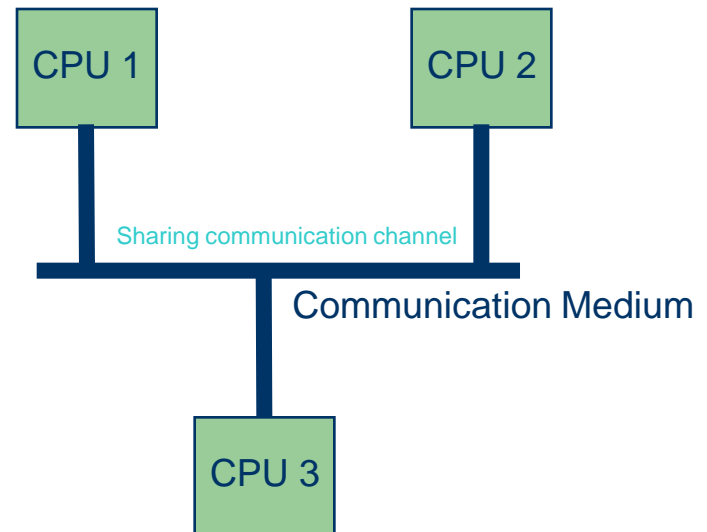 CPU 1
CPU 2
Sharing communication channel
Communication Medium
CPU 3